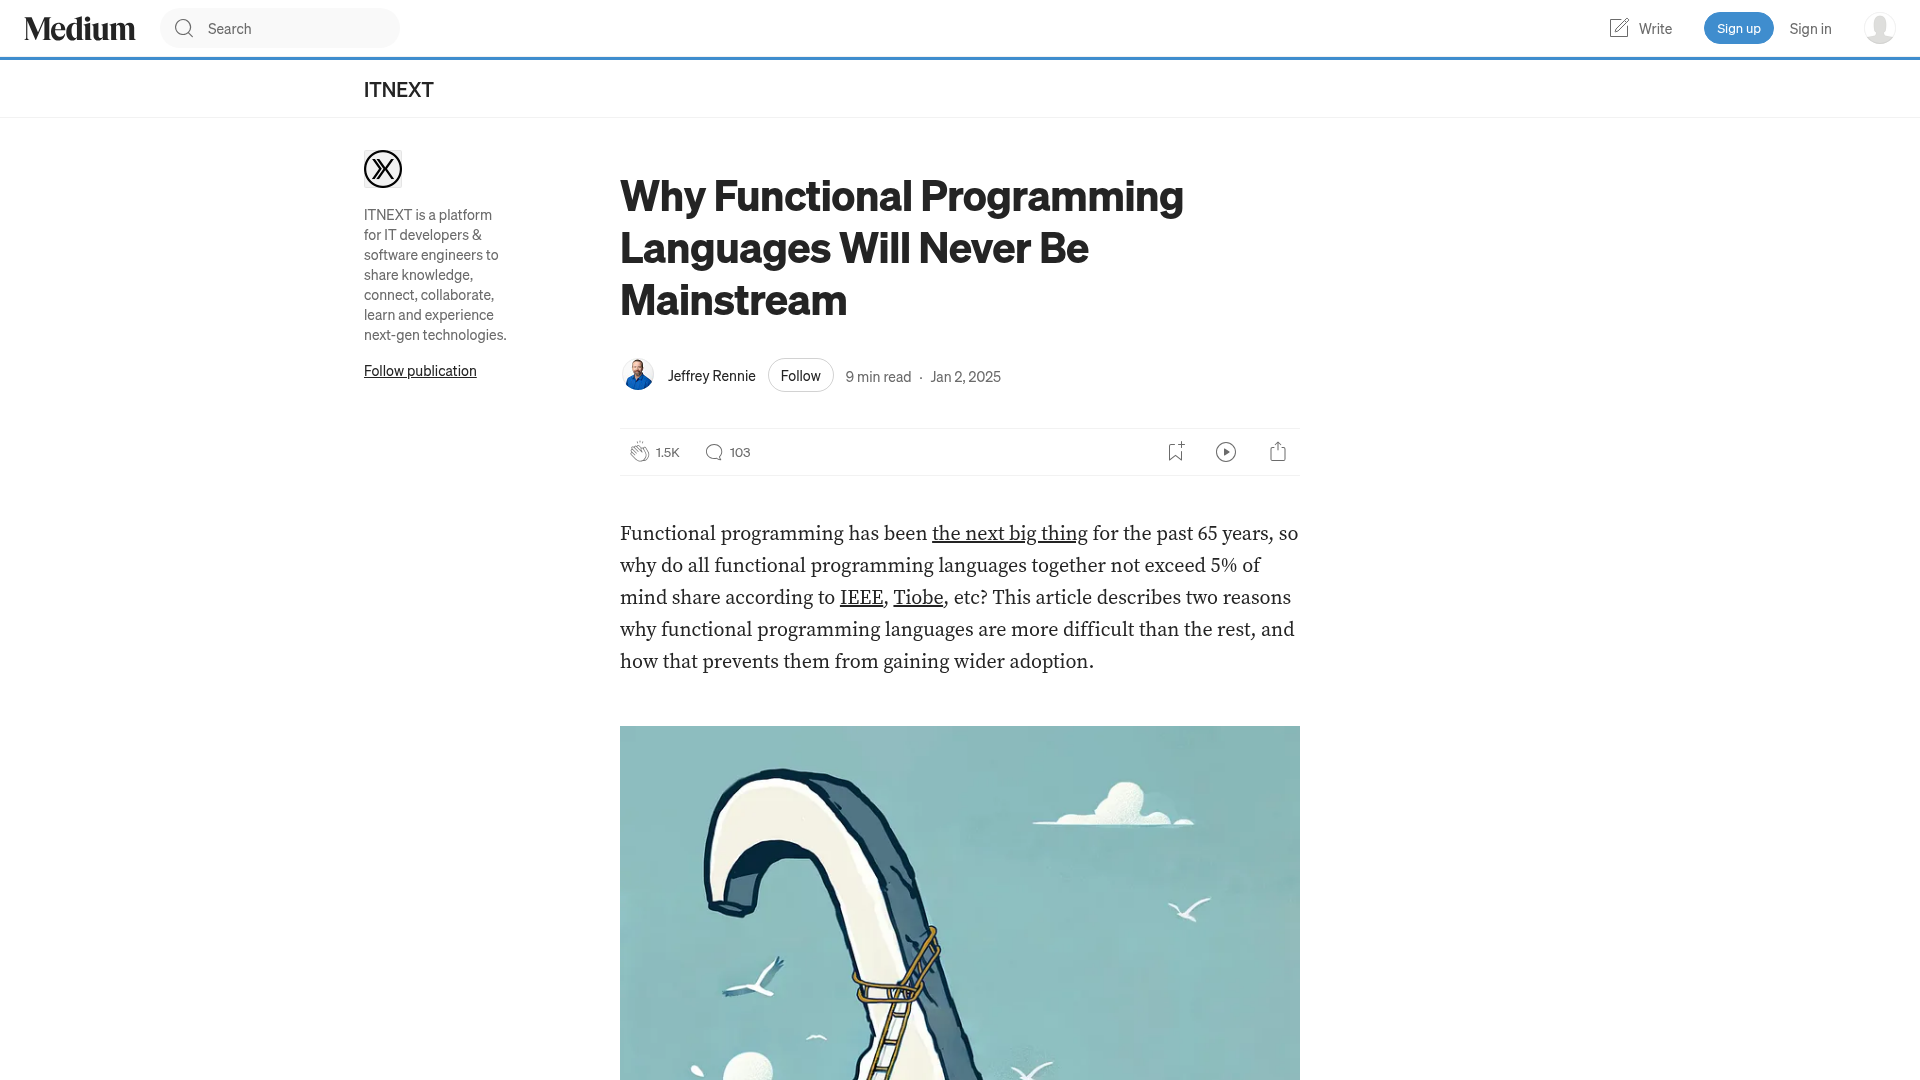 Medium
Search
Write
Sign up
Sign in
ITNEXT
ITNEXT is a platform
for IT developers &
software engineers to
share knowledge,
connect, collaborate,
learn and experience
next-gen technologies.
Follow publication
Why Functional Programming
Languages Will Never Be
Mainstream
Jeffrey Rennie
Follow
9 min read · Jan 2, 2025
1.5K
103
Functional programming has been the next big thing for the past 65 years, so
why do all functional programming languages together not exceed 5% of
mind share according to IEEE, Tiobe, etc? This article describes two reasons
why functional programming languages are more difficult than the rest, and
how that prevents them from gaining wider adoption.